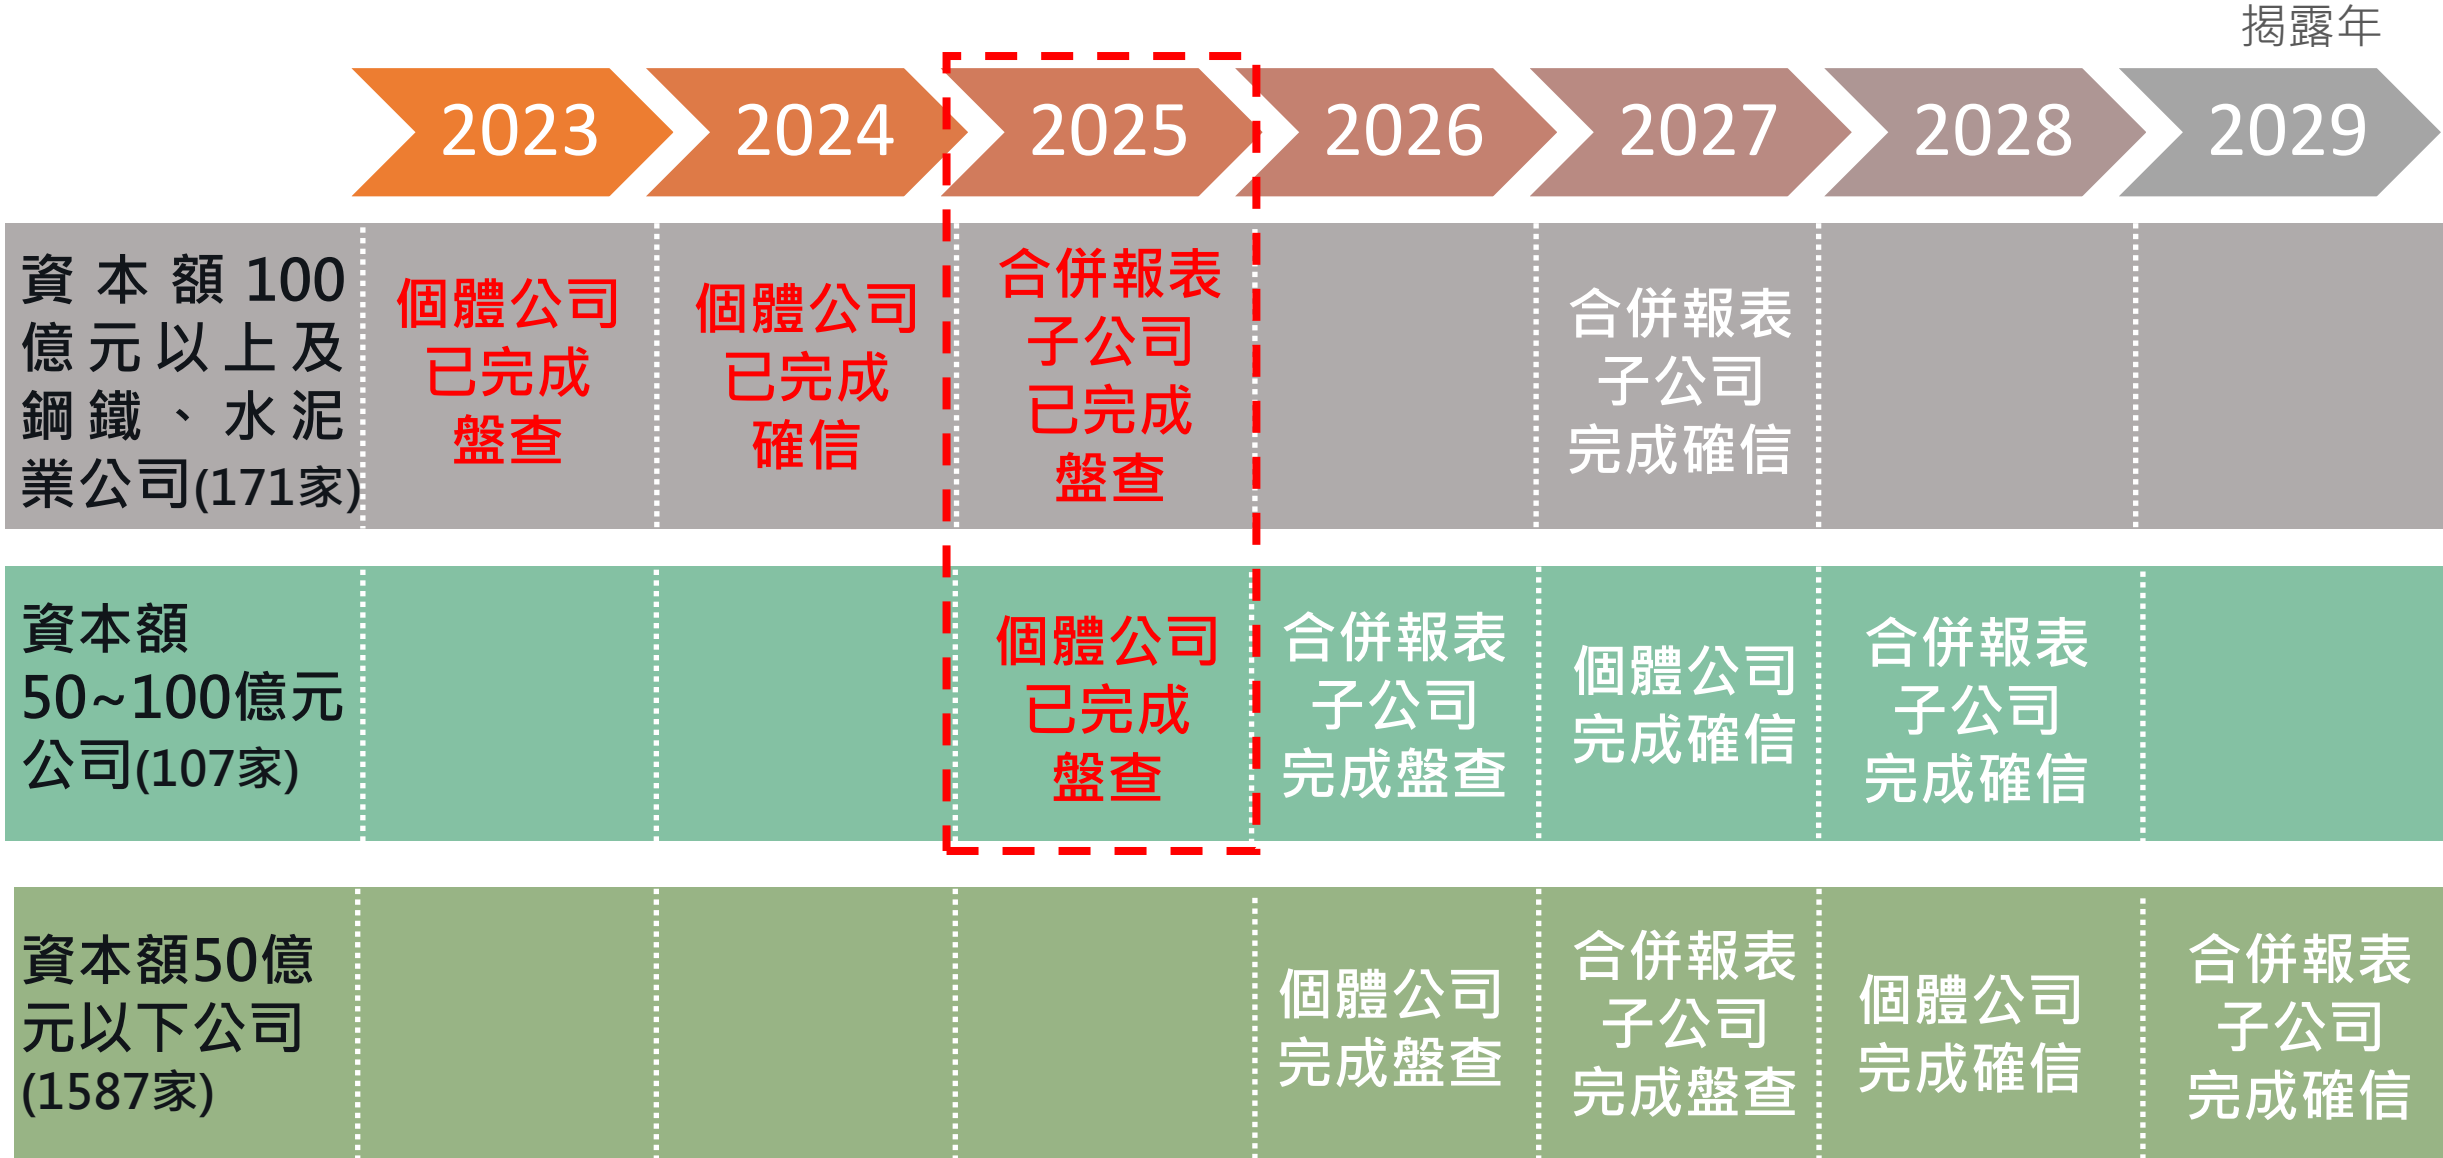 揭露年
2023 2024 2025 2026 2027 2028 2029
資本額100
億元以上及
鋼鐵、水泥
業公司(171家)
個體公司
已完成
盤查
個體公司
已完成
確信
合併報表
子公司
已完成
盤查
合併報表
子公司
完成確信
資本額
50~100億元
公司(107家)
個體公司
已完成
盤查
合併報表
子公司
完成盤查
個體公司
完成確信
合併報表
子公司
完成確信
資本額50億
元以下公司
(1587家)
個體公司
完成盤查
合併報表
子公司
完成盤查
個體公司
完成確信
合併報表
子公司
完成確信